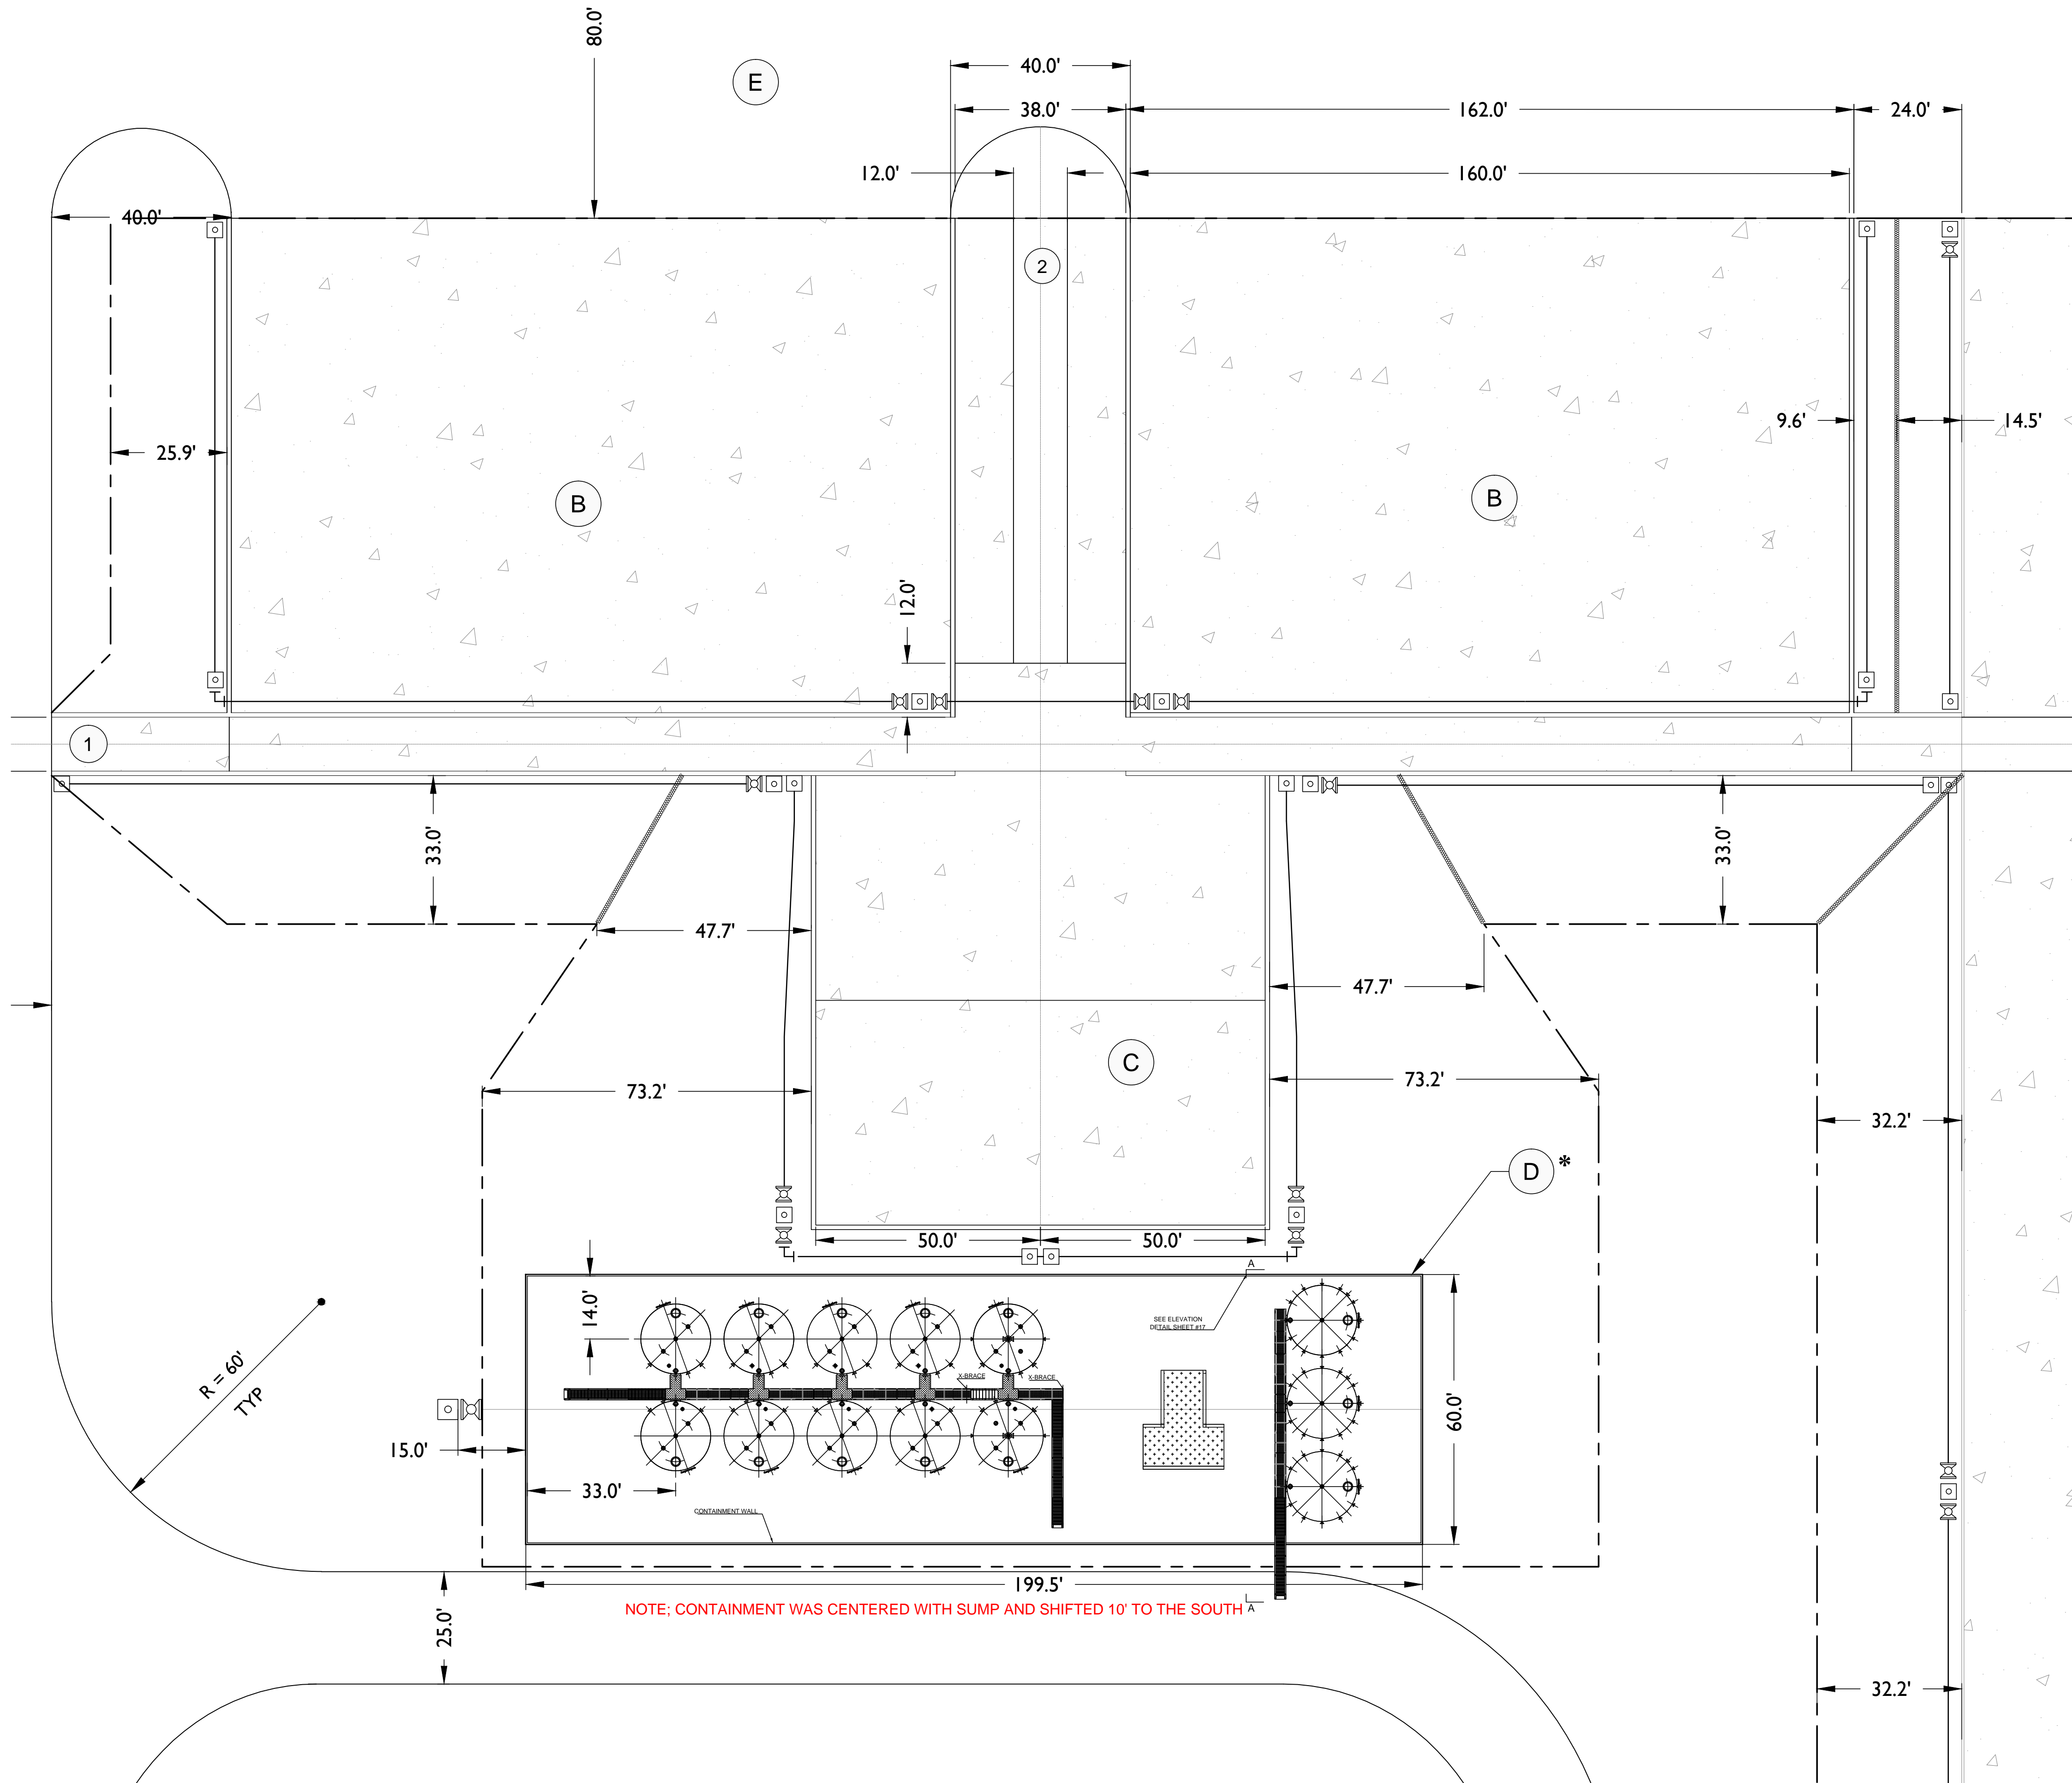 80.0'
E
40.0'
38.0'
162.0'
24.0'
12.0'
160.0'
40.0'
2
9.6'
14.5'
25.9'
B
B
12.0'
1
33.0'
33.0'
47.7'
47.7'
C
73.2'
73.2'
32.2'
D *
50.0'
50.0'
A
14.0'
SEE ELEVATION
DETAIL SHEET #17
R = 60'
TYP
X-BRACE
X-BRACE
60.0'
15.0'
33.0'
CONTAINMENT WALL
199.5'
NOTE; CONTAINMENT WAS CENTERED WITH SUMP AND SHIFTED 10' TO THE SOUTH
A
25.0'
32.2'